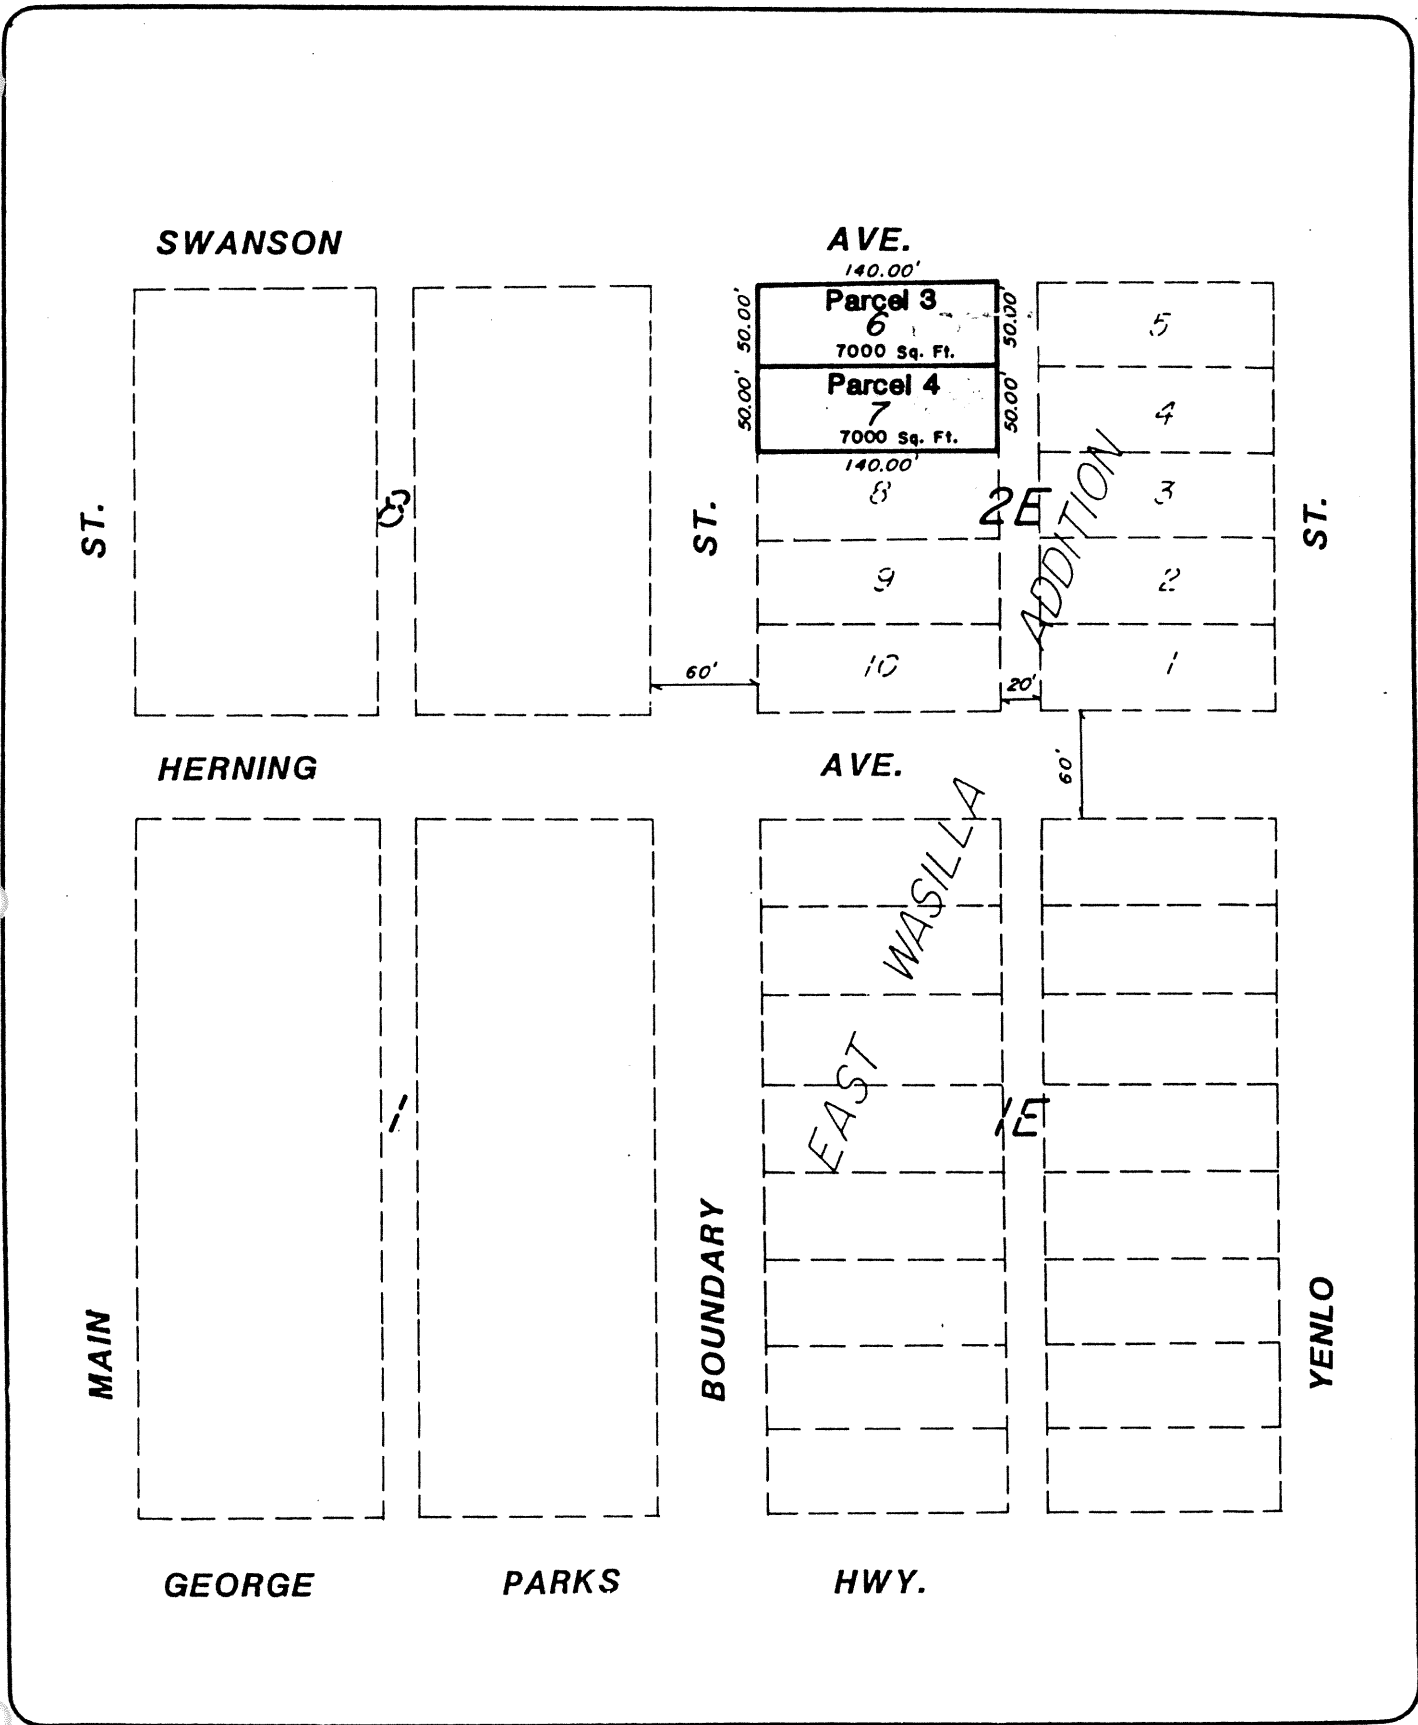 SWANSON AVE.
140.00'
50.00' Parcel 3 50.00'
6
7000 Sq. Ft.
5
50.00' Parcel 4 50.00'
7
7000 Sq. Ft.
4
140.00'
8
3
2E
ST. ST. ST.
ADDITION
9
2
10
1
60'
20'
HERNING AVE.
60'
EAST WASILLA
1
1E
MAIN
BOUNDARY
YENLO
GEORGE PARKS HWY.